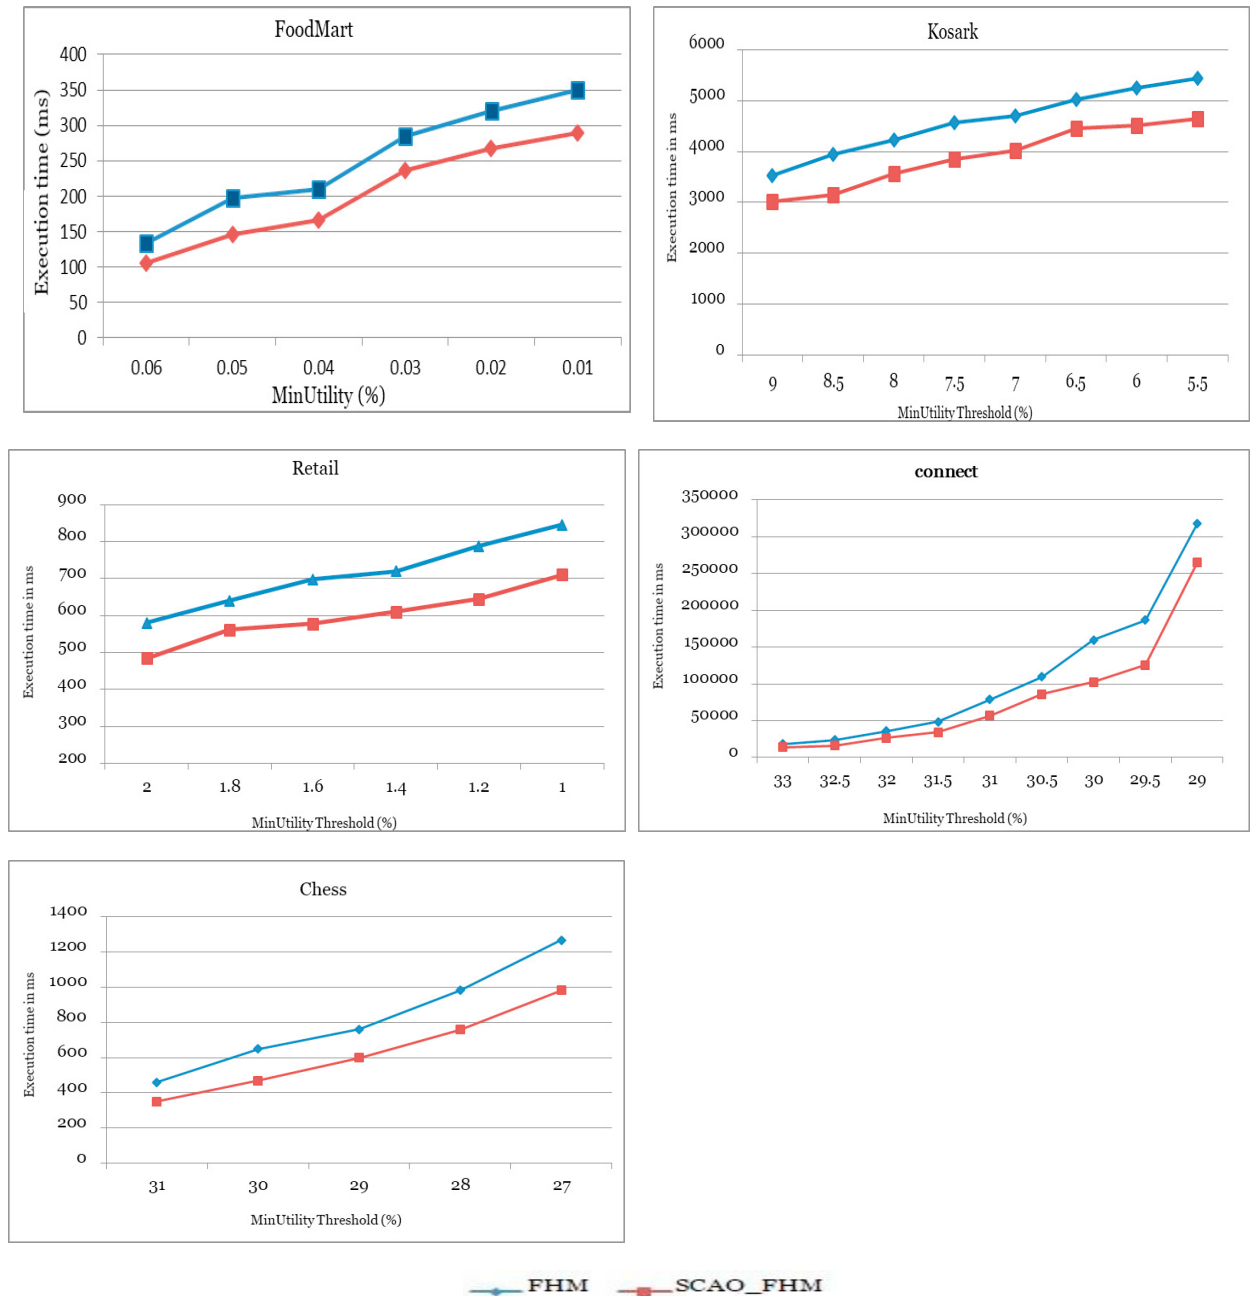 FoodMart
400
350
300
250
200
150
100
50
0
Execution time (ms)
0.06 0.05 0.04 0.03 0.02 0.01
MinUtility (%)
Kosark
6000
5000
4000
3000
2000
1000
0
Execution time in ms
9 8.5 8 7.5 7 6.5 6 5.5
MinUtility Threshold (%)
Retail
900
800
700
600
500
400
300
200
Execution time in ms
2 1.8 1.6 1.4 1.2 1
MinUtility Threshold (%)
connect
350000
300000
250000
200000
150000
100000
50000
0
Execution time in ms
33 32.5 32 31.5 31 30.5 30 29.5 29
MinUtility Threshold (%)
Chess
1400
1200
1000
800
600
400
200
0
Execution time in ms
31 30 29 28 27
MinUtility Threshold (%)
FHM SCAO_FHM